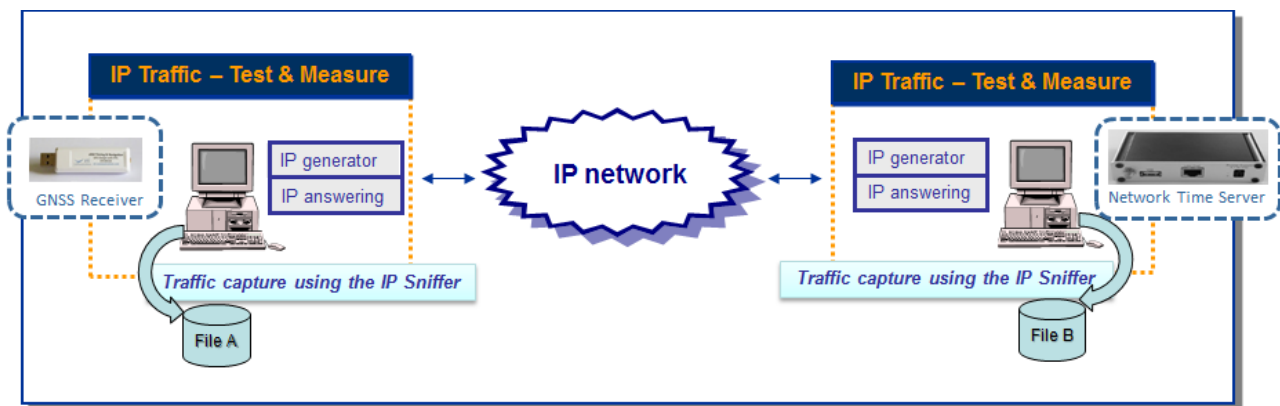 IP Traffic – Test & Measure
GNSS Receiver
IP generator
IP answering
Traffic capture using the IP Sniffer
File A
IP network
IP Traffic – Test & Measure
IP generator
IP answering
Network Time Server
Traffic capture using the IP Sniffer
File B